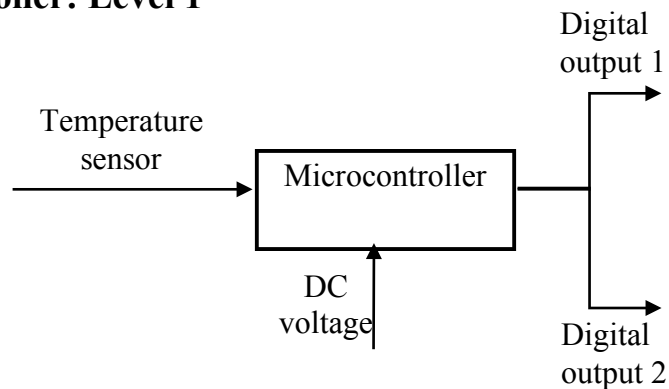 Digital
output 1
Temperature
sensor
Microcontroller
DC
voltage
Digital
output 2